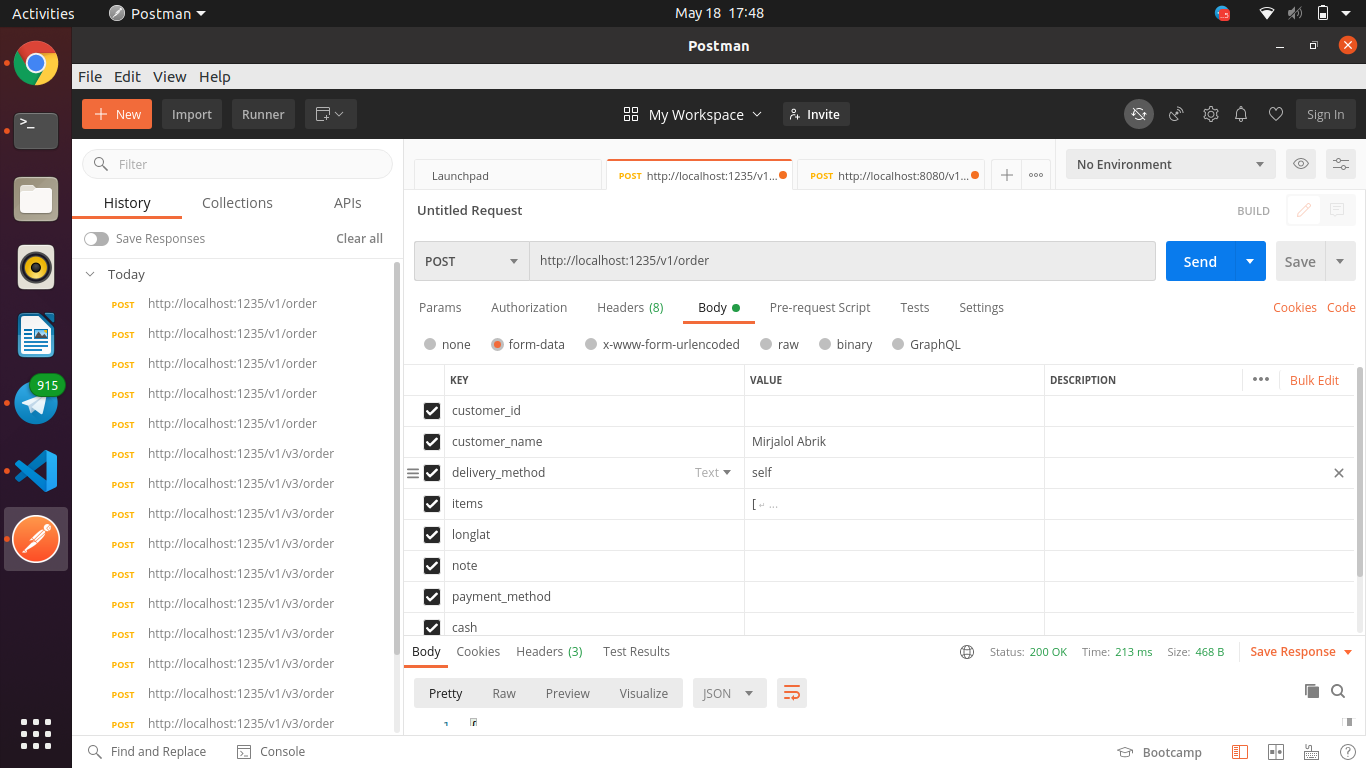 Activities Postman May 18 17:48
Postman
File Edit View Help
New Import Runner My Workspace Invite Sign In
Filter
Launchpad POST http://localhost:1235/v1... POST http://localhost:8080/v1... No Environment
History Collections APIs
Untitled Request BUILD
Save Responses Clear all
POST http://localhost:1235/v1/order Send Save
Today
Params Authorization Headers (8) Body Pre-request Script Tests Settings Cookies Code
none form-data x-www-form-urlencoded raw binary GraphQL
KEY VALUE DESCRIPTION Bulk Edit
customer_id
customer_name Mirjalol Abrik
delivery_method Text self
items [ ...
longlat
note
payment_method
cash
POST http://localhost:1235/v1/order
POST http://localhost:1235/v1/order
POST http://localhost:1235/v1/order
POST http://localhost:1235/v1/order
POST http://localhost:1235/v1/order
POST http://localhost:1235/v1/v3/order
POST http://localhost:1235/v1/v3/order
POST http://localhost:1235/v1/v3/order
POST http://localhost:1235/v1/v3/order
POST http://localhost:1235/v1/v3/order
POST http://localhost:1235/v1/v3/order
POST http://localhost:1235/v1/v3/order
POST http://localhost:1235/v1/v3/order
POST http://localhost:1235/v1/v3/order
POST http://localhost:1235/v1/v3/order
915
Body Cookies Headers (3) Test Results Status: 200 OK Time: 213 ms Size: 468 B Save Response
Pretty Raw Preview Visualize JSON
Find and Replace Console Bootcamp